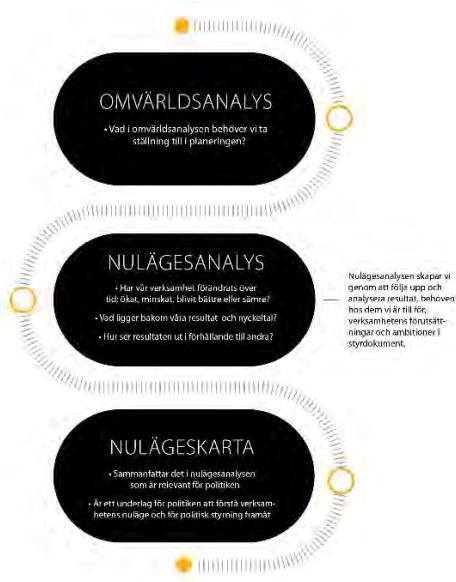 OMVÄRLDSANALYS
• Vad i omvärldsanalysen behöver vi ta
ställning till i planeringen?
NULÄGESANALYS
• Har vår verksamhet förändrats över
tid; ökat, minskat, blivit bättre eller sämre?
• Vad ligger bakom våra resultat och nyckeltal?
• Hur ser resultaten ut i förhållande till andra?
Nulägesanalysen skapar vi
genom att följa upp och
analysera resultat, behoven
hos dem vi är till för,
verksamhetens förutsätt-
ningar och ambitioner i
styrdokument.
NULÄGESKARTA
• Sammanfattar det i nulägesanalysen
som är relevant för politiken
• Är ett underlag för politiken att förstå verksam-
hetens nuläge och för politisk styrning framåt